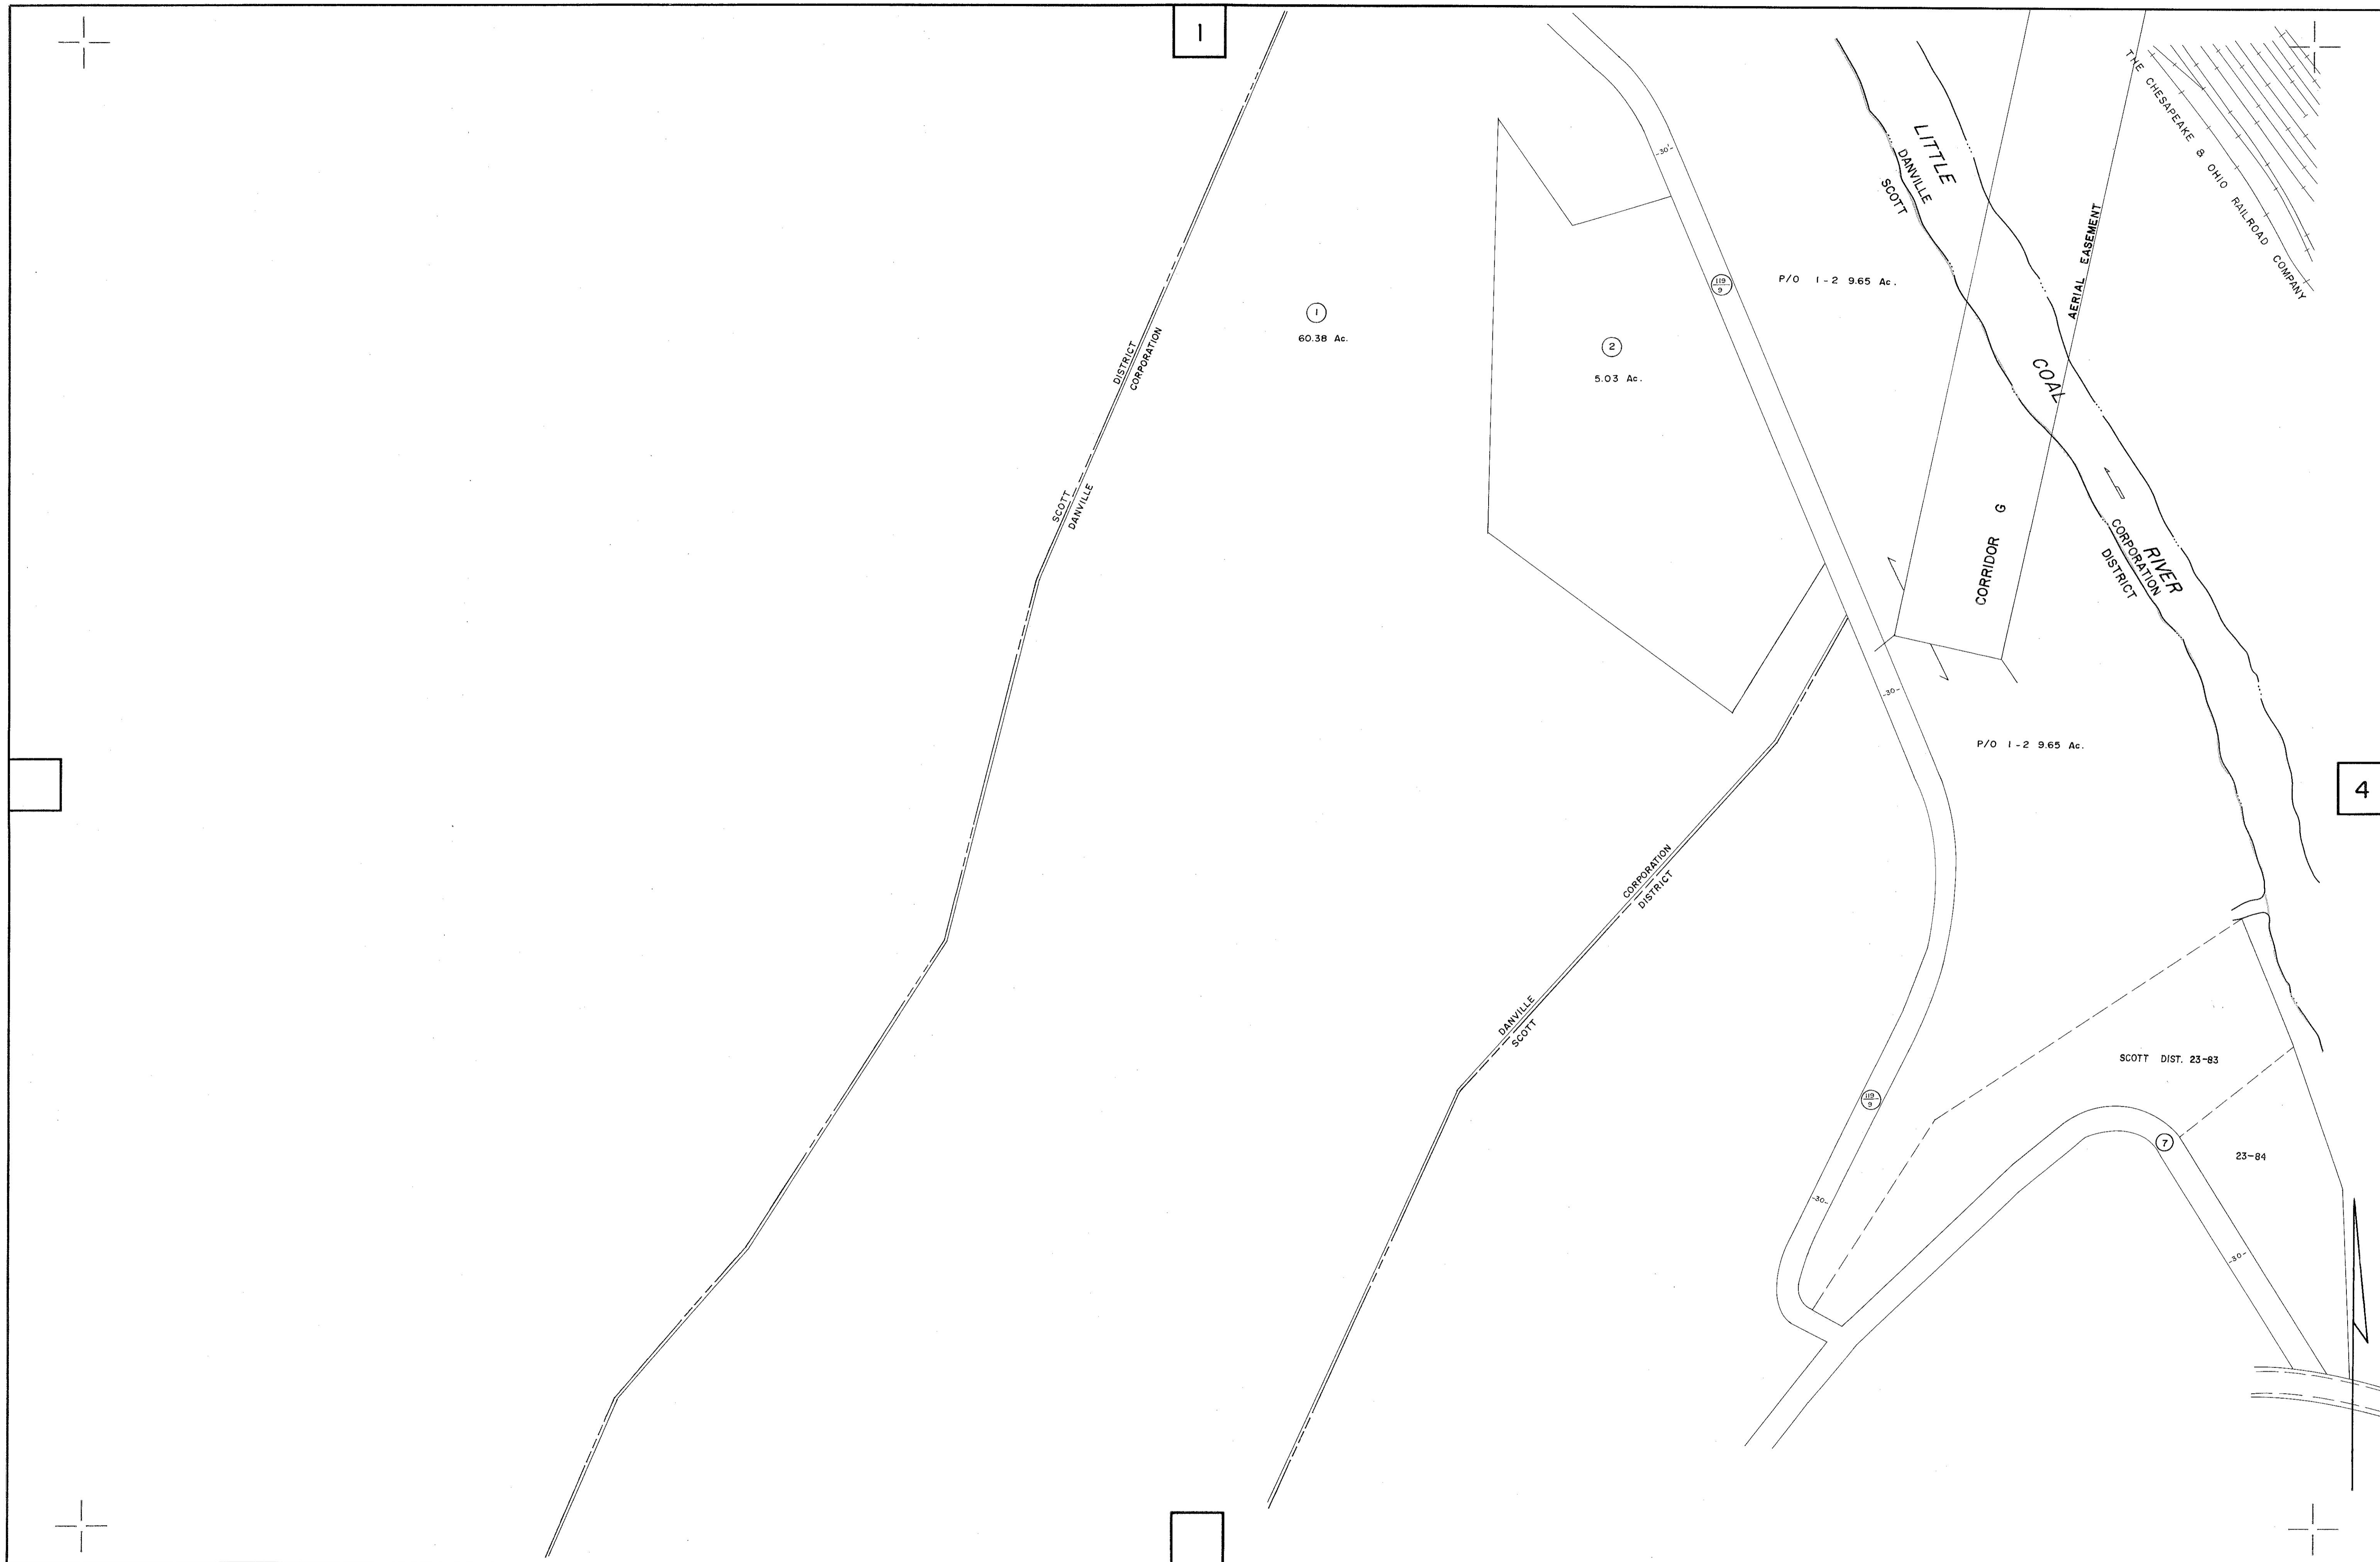 1
THE CHESAPEAKE & OHIO RAILROAD COMPANY
-30'-
LITTLE
DANVILLE
SCOTT
AERIAL EASEMENT
119
9
P/O 1-2 9.65 Ac.
1
60.38 Ac.
2
5.03 Ac.
DISTRICT
CORPORATION
COAL
SCOTT
DANVILLE
CORRIDOR G
RIVER
CORPORATION
DISTRICT
-30-
P/O 1-2 9.65 Ac.
4
CORPORATION
DISTRICT
DANVILLE
SCOTT
SCOTT DIST. 23-83
119
9
7
23-84
-30-
-30-